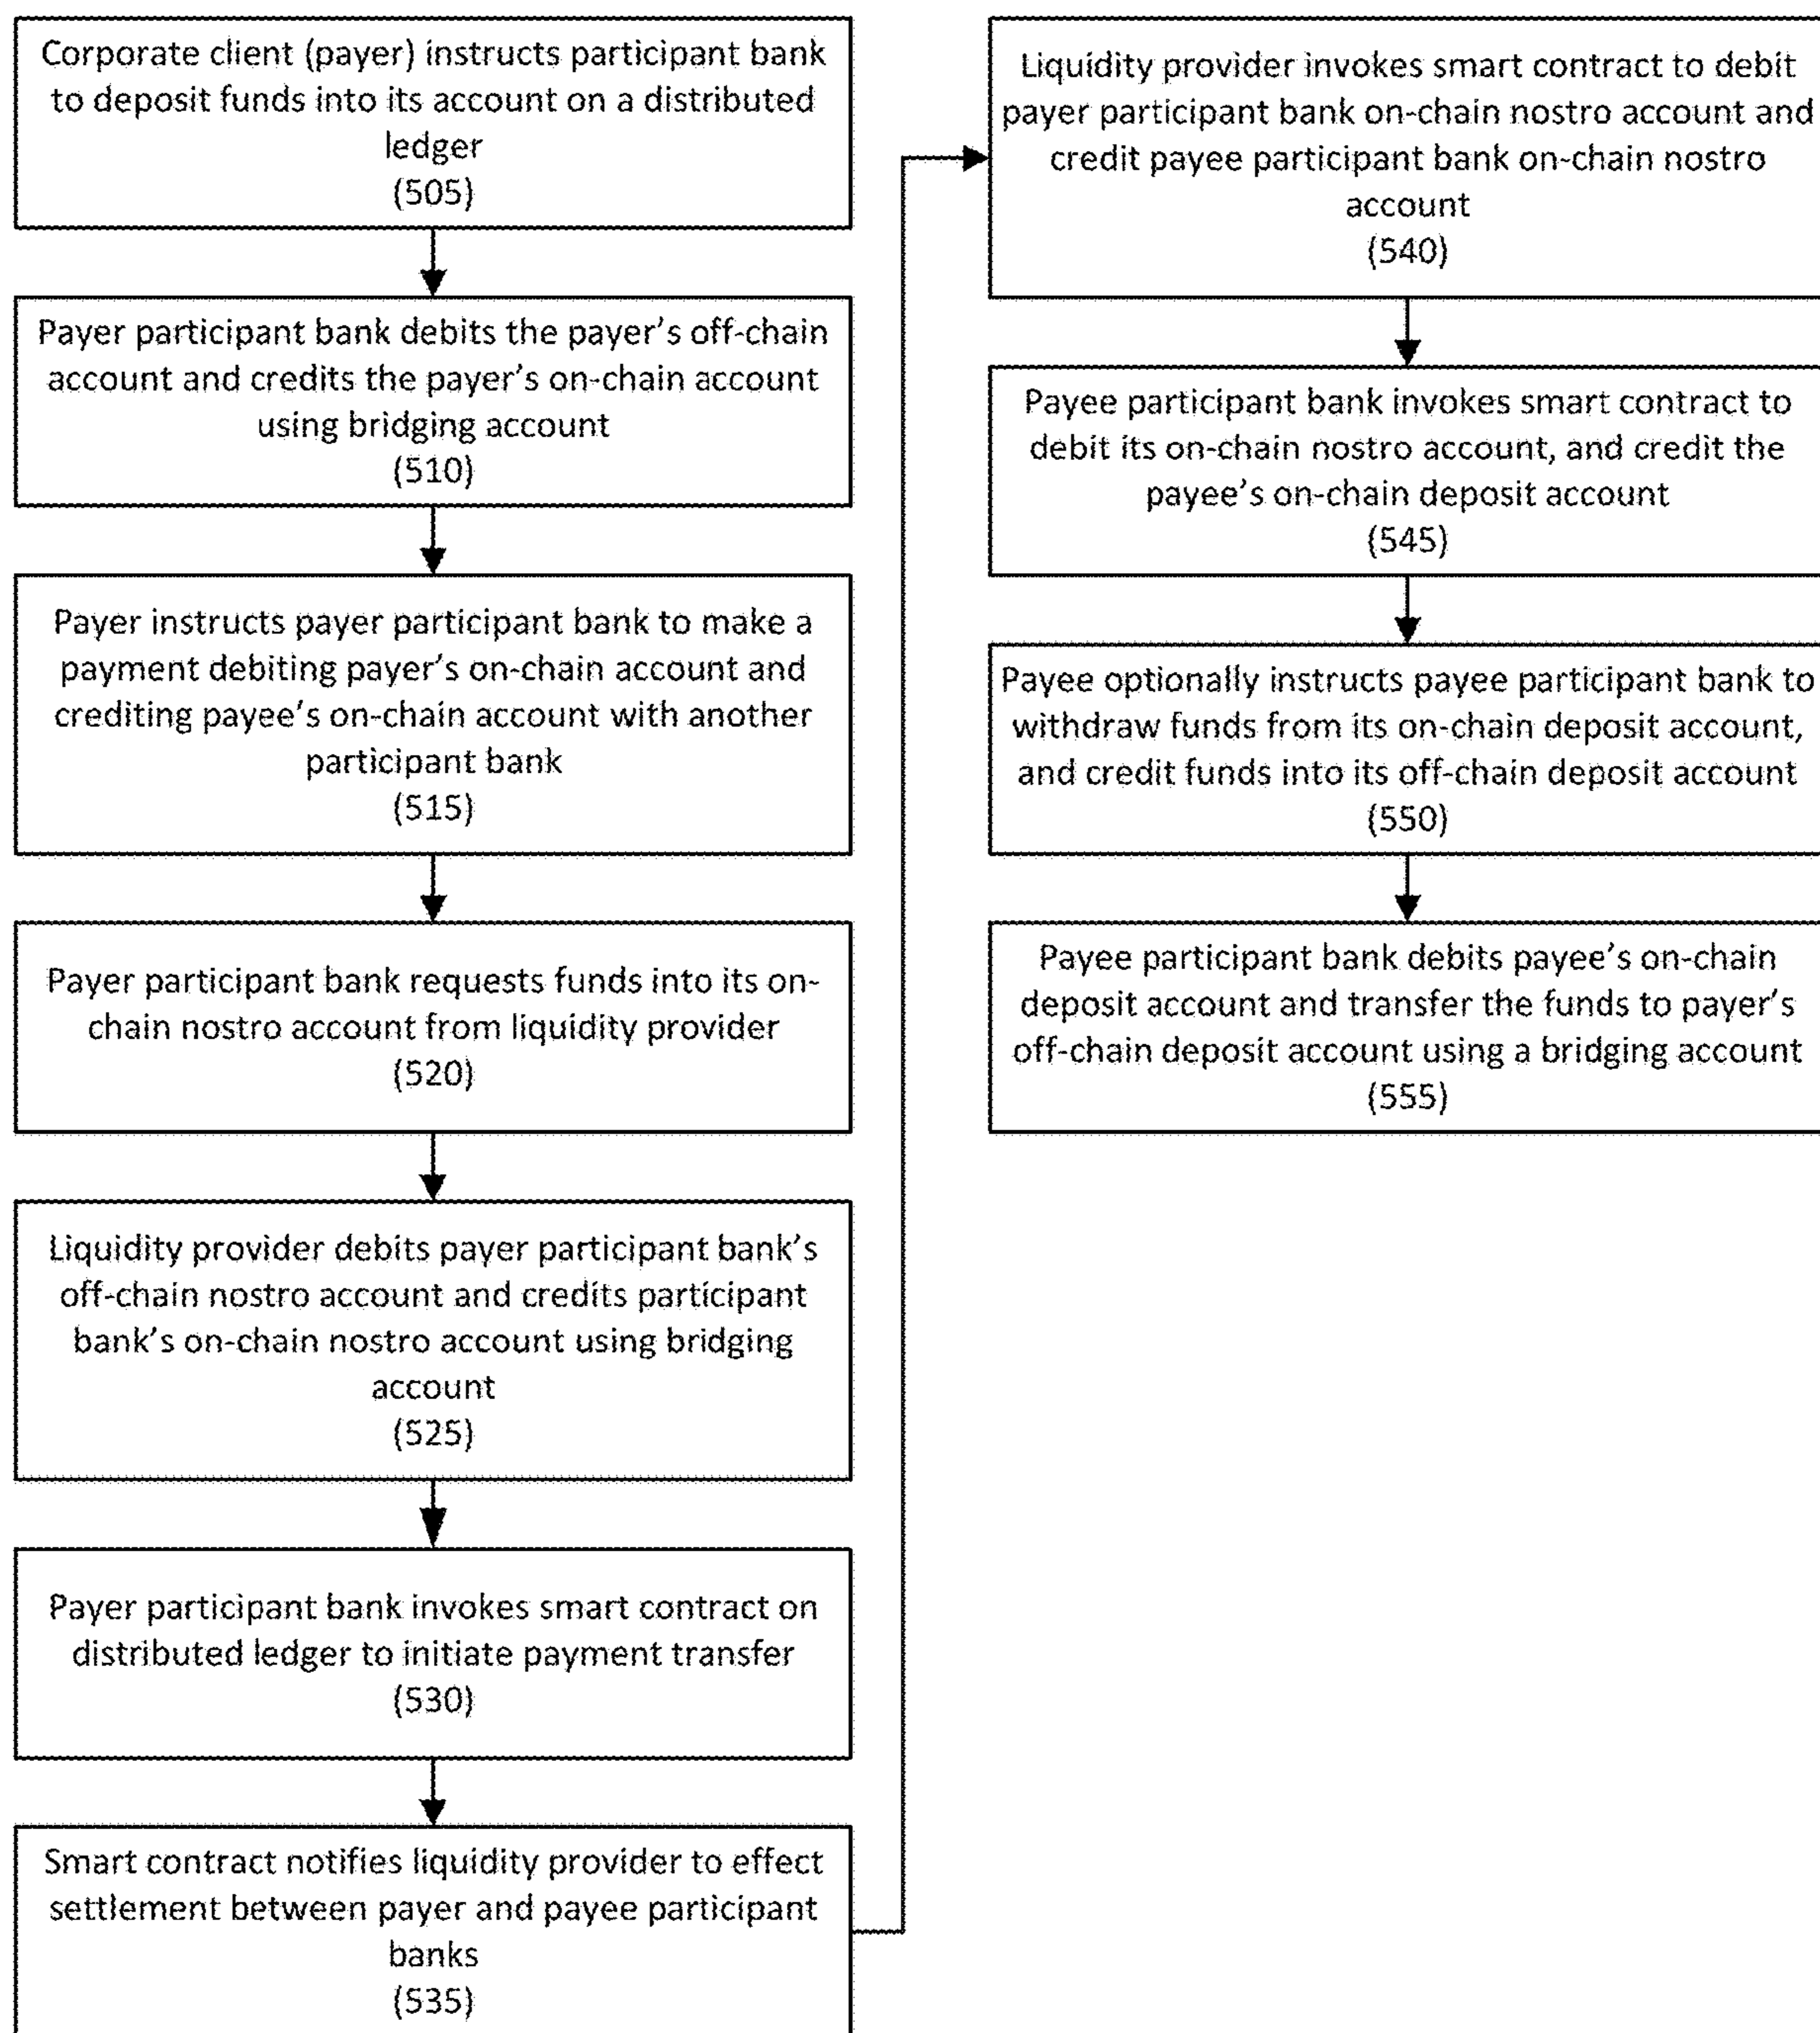 Corporate client (payer) instructs participant bank
to deposit funds into its account on a distributed
ledger
(505)
Payer participant bank debits the payer's off-chain
account and credits the payer's on-chain account
using bridging account
(510)
Payer instructs payer participant bank to make a
payment debiting payer's on-chain account and
crediting payee's on-chain account with another
participant bank
(515)
Payer participant bank requests funds into its on-
chain nostro account from liquidity provider
(520)
Liquidity provider debits payer participant bank's
off-chain nostro account and credits participant
bank's on-chain nostro account using bridging
account
(525)
Payer participant bank invokes smart contract on
distributed ledger to initiate payment transfer
(530)
Smart contract notifies liquidity provider to effect
settlement between payer and payee participant
banks
(535)
Liquidity provider invokes smart contract to debit
payer participant bank on-chain nostro account and
credit payee participant bank on-chain nostro
account
(540)
Payee participant bank invokes smart contract to
debit its on-chain nostro account, and credit the
payee's on-chain deposit account
(545)
Payee optionally instructs payee participant bank to
withdraw funds from its on-chain deposit account,
and credit funds into its off-chain deposit account
(550)
Payee participant bank debits payee's on-chain
deposit account and transfer the funds to payer's
off-chain deposit account using a bridging account
(555)